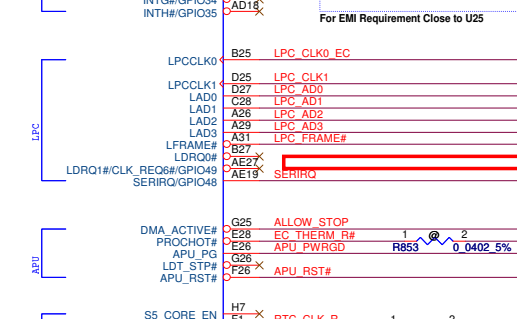 INTG#/GPIO34
INTH#/GPIO35 AD18
For EMI Requirement Close to U25
LPCCLK0 B25 LPC_CLK0_EC
LPCCLK1 D25 LPC_CLK1
LAD0 D27 LPC_AD0
LAD1 C28 LPC_AD1
LAD2 A26 LPC_AD2
LAD3 A29 LPC_AD3
LFRAME# A31 LPC_FRAME#
LDRQ0# B27
LDRQ1#/CLK_REQ6#/GPIO49 AE27
SERIRQ/GPIO48 AE19 SERIRQ
LPC
DMA_ACTIVE# G25 ALLOW_STOP
PROCHOT# E28 EC_THERM_R# 1 @ 2
APU_PG E26 APU_PWRGD R853 0_0402_5%
LDT_STP# G26
APU_RST# F26 APU_RST#
APU
S5_CORE_EN H7
RTC_CLK_R